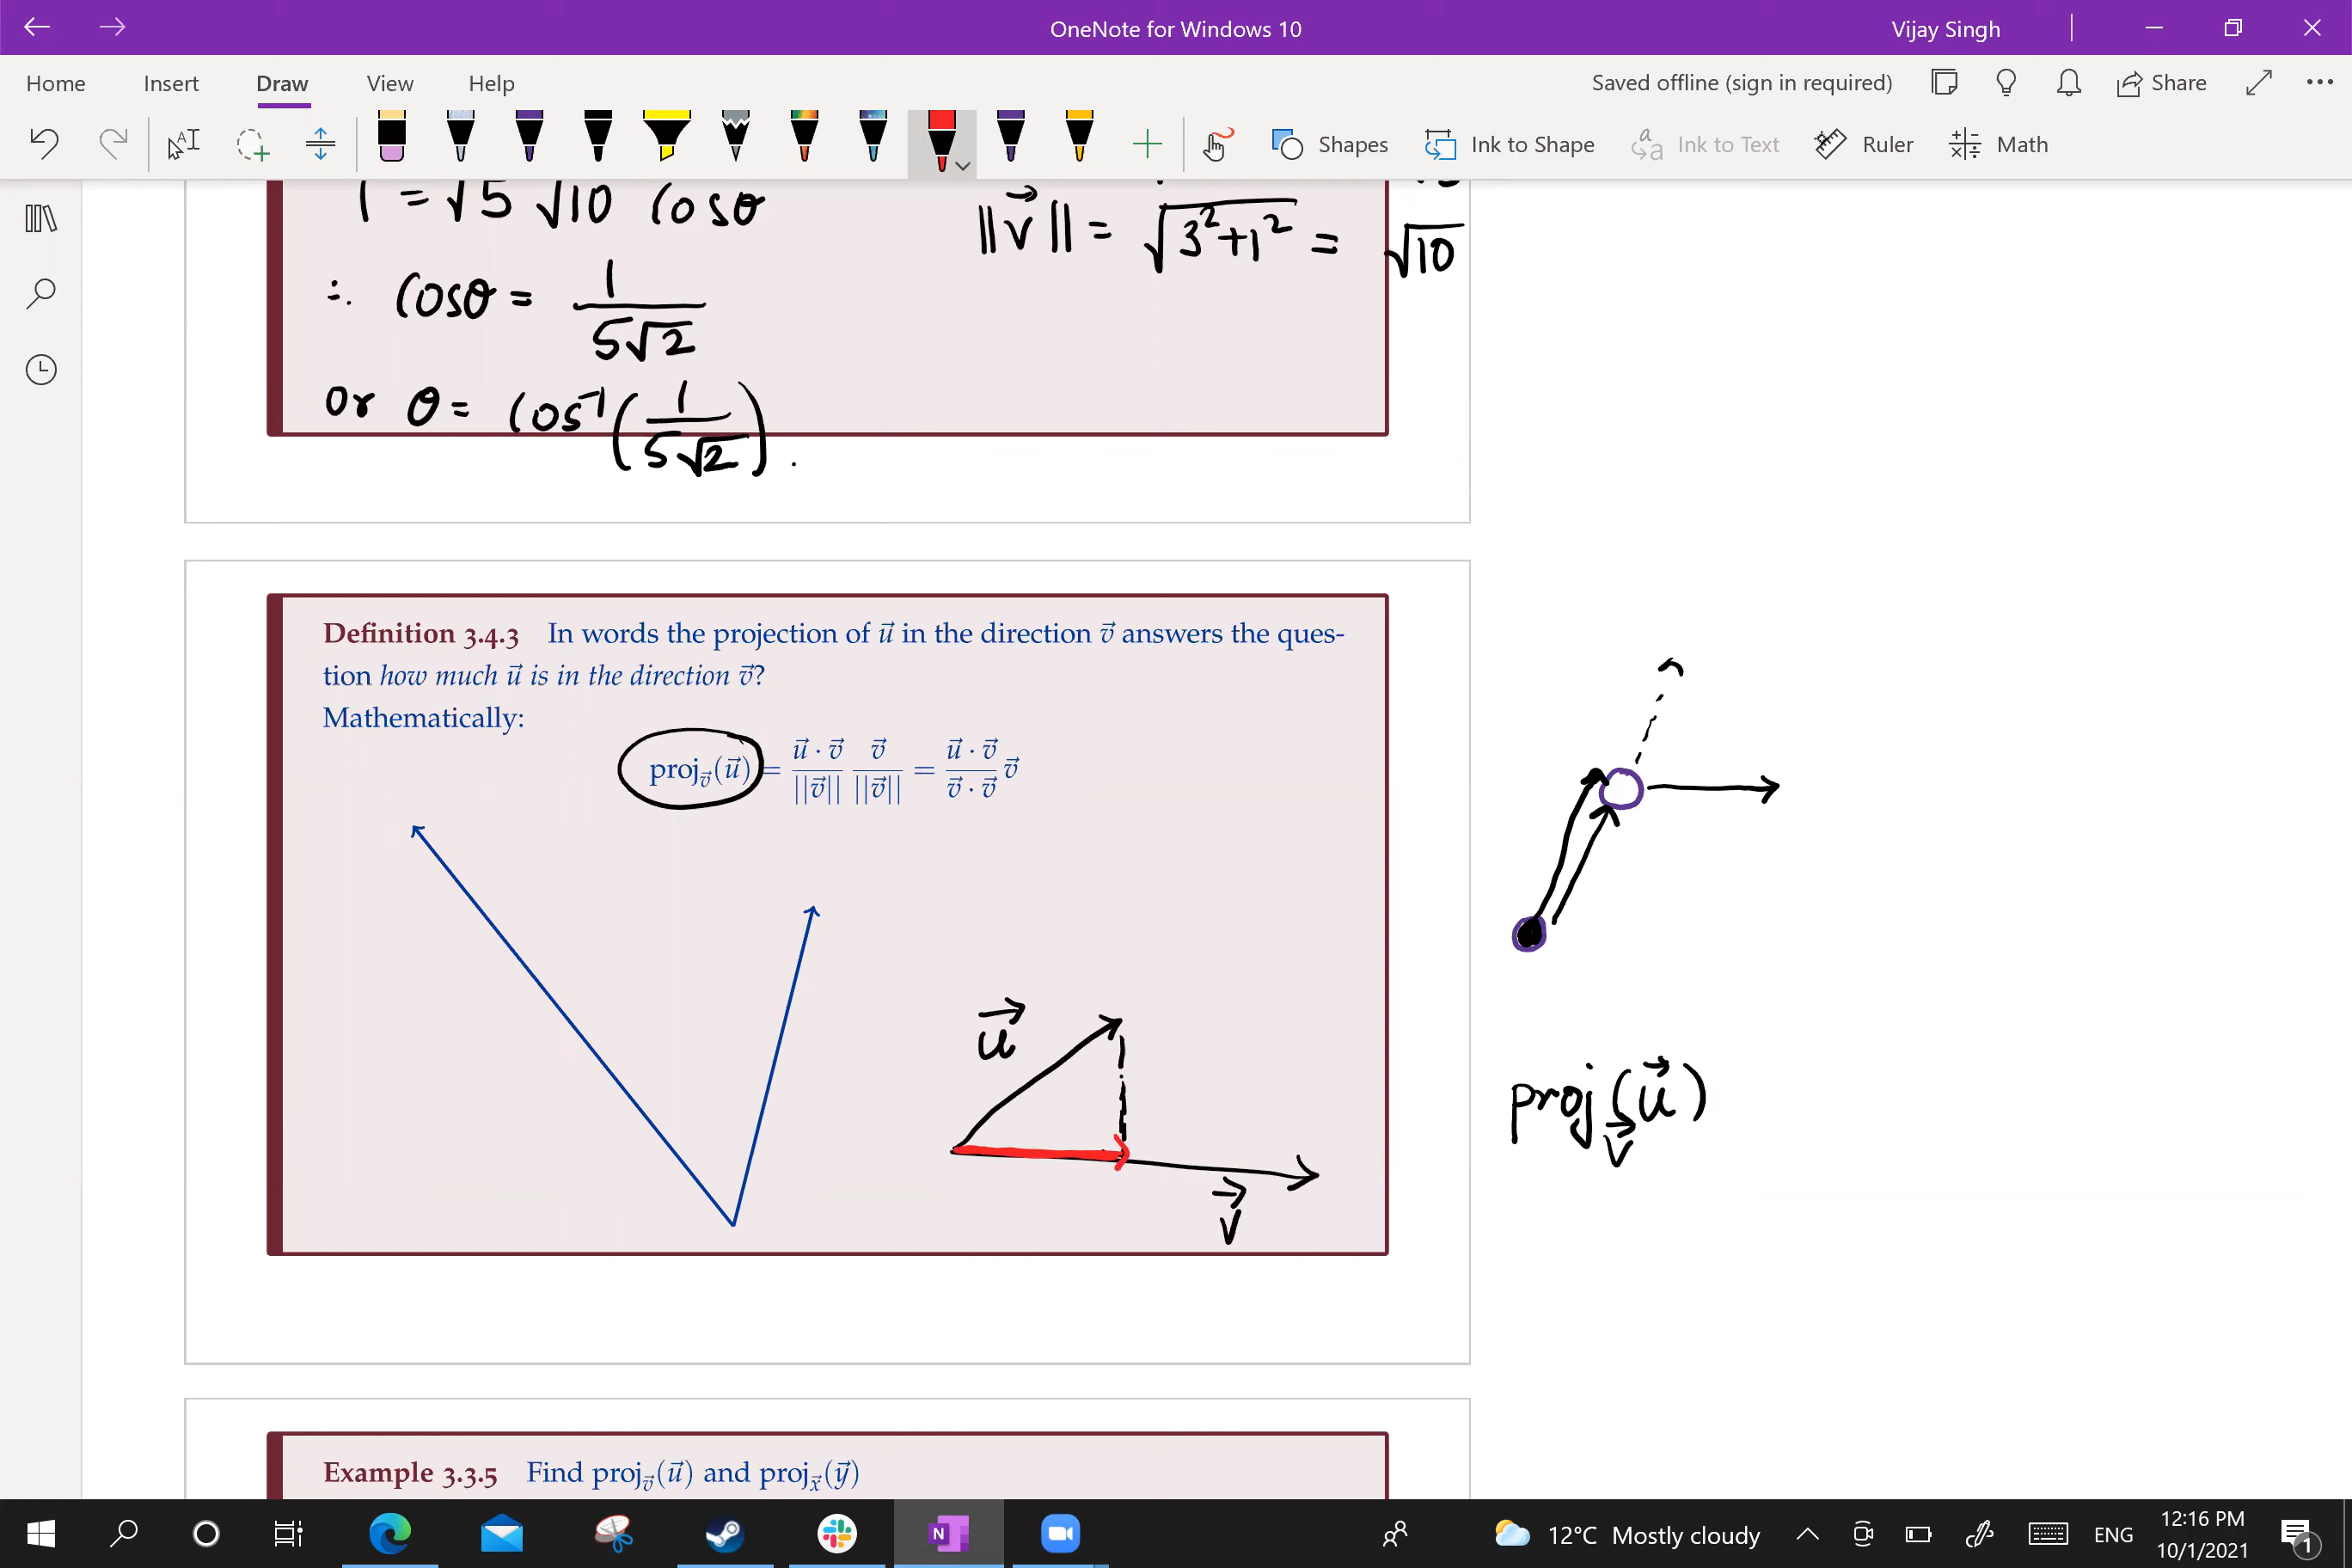 OneNote for Windows 10
Vijay Singh
Home Insert Draw View Help
Saved offline (sign in required) Share
Shapes Ink to Shape Ink to Text Ruler Math
1 = √5 √10 Cosθ
||v⃗|| = √(3²+1²) = √10
∴ Cosθ = 1/(5√2)
or θ = Cos⁻¹(1/(5√2)).
Definition 3.4.3 In words the projection of u⃗ in the direction v⃗ answers the ques-
tion how much u⃗ is in the direction v⃗?
Mathematically:
proj_v⃗(u⃗) = (u⃗ · v⃗)/||v⃗|| v⃗/||v⃗|| = (u⃗ · v⃗)/(v⃗ · v⃗) v⃗
u⃗
v⃗
proj_v⃗(u⃗)
Example 3.3.5 Find proj_v⃗(u⃗) and proj_x⃗(y⃗)
12°C Mostly cloudy
ENG
12:16 PM
10/1/2021
1